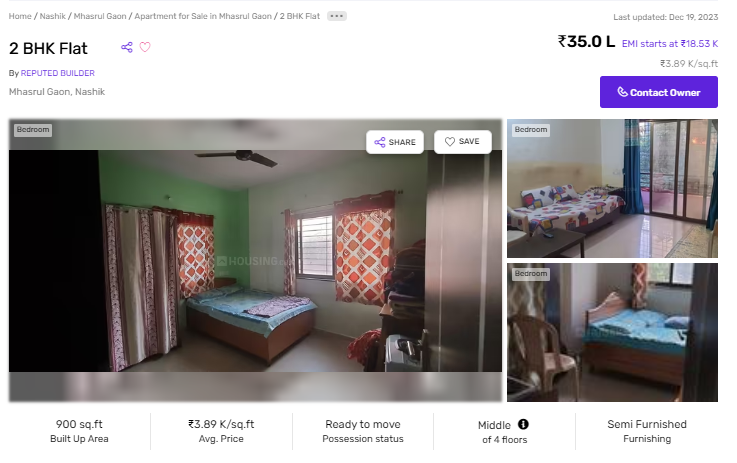 Home / Nashik / Mhasrul Gaon / Apartment for Sale in Mhasrul Gaon / 2 BHK Flat
Last updated: Dec 19, 2023
2 BHK Flat
₹35.0 L EMI starts at ₹18.53 K
₹3.89 K/sq.ft
By REPUTED BUILDER
Mhasrul Gaon, Nashik
Contact Owner
Bedroom
SHARE
SAVE
HOUSING
Bedroom
Bedroom
900 sq.ft
Built Up Area
₹3.89 K/sq.ft
Avg. Price
Ready to move
Possession status
Middle
of 4 floors
Semi Furnished
Furnishing